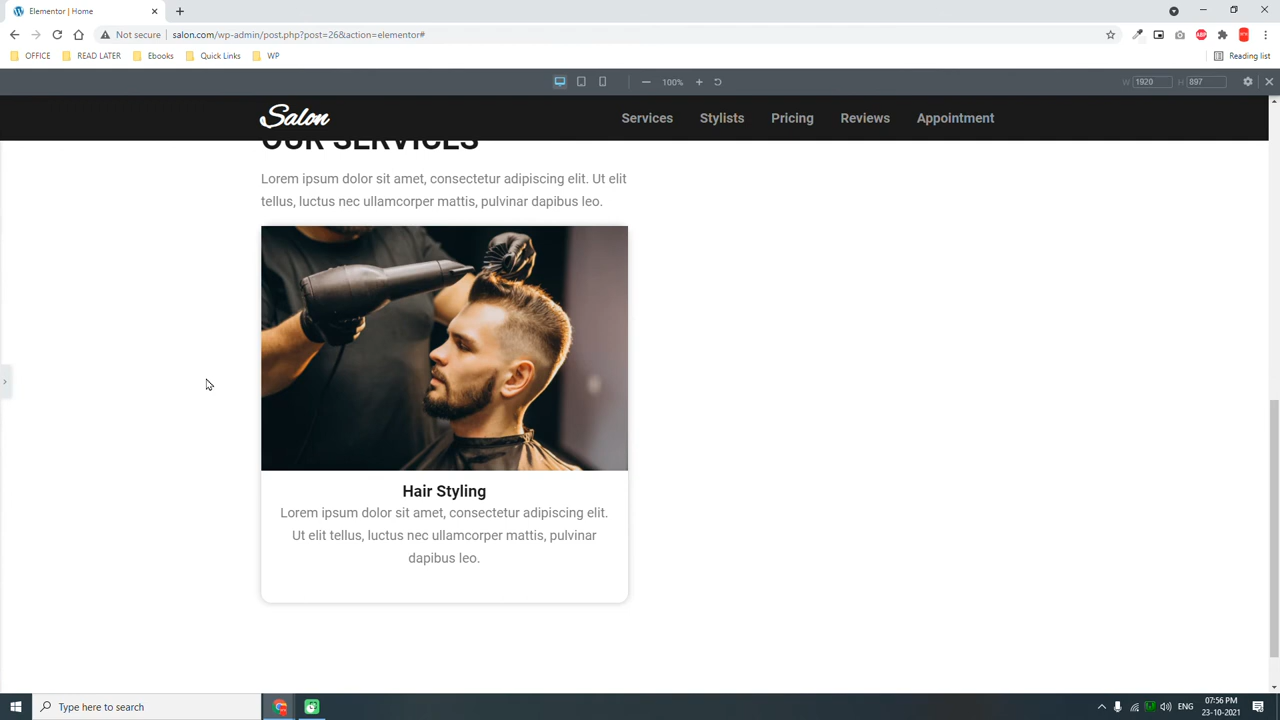 Elementor | Home
Not secure
salon.com/wp-admin/post.php?post=26&action=elementor#
ABP
OFFICE
READ LATER
Ebooks
Quick Links
WP
Reading list
100%
W 1920
H 897
Salon
Services
Stylists
Pricing
Reviews
Appointment
OUR SERVICES
Lorem ipsum dolor sit amet, consectetur adipiscing elit. Ut elit
tellus, luctus nec ullamcorper mattis, pulvinar dapibus leo.
Hair Styling
Lorem ipsum dolor sit amet, consectetur adipiscing elit.
Ut elit tellus, luctus nec ullamcorper mattis, pulvinar
dapibus leo.
Type here to search
ENG
07:56 PM
23-10-2021